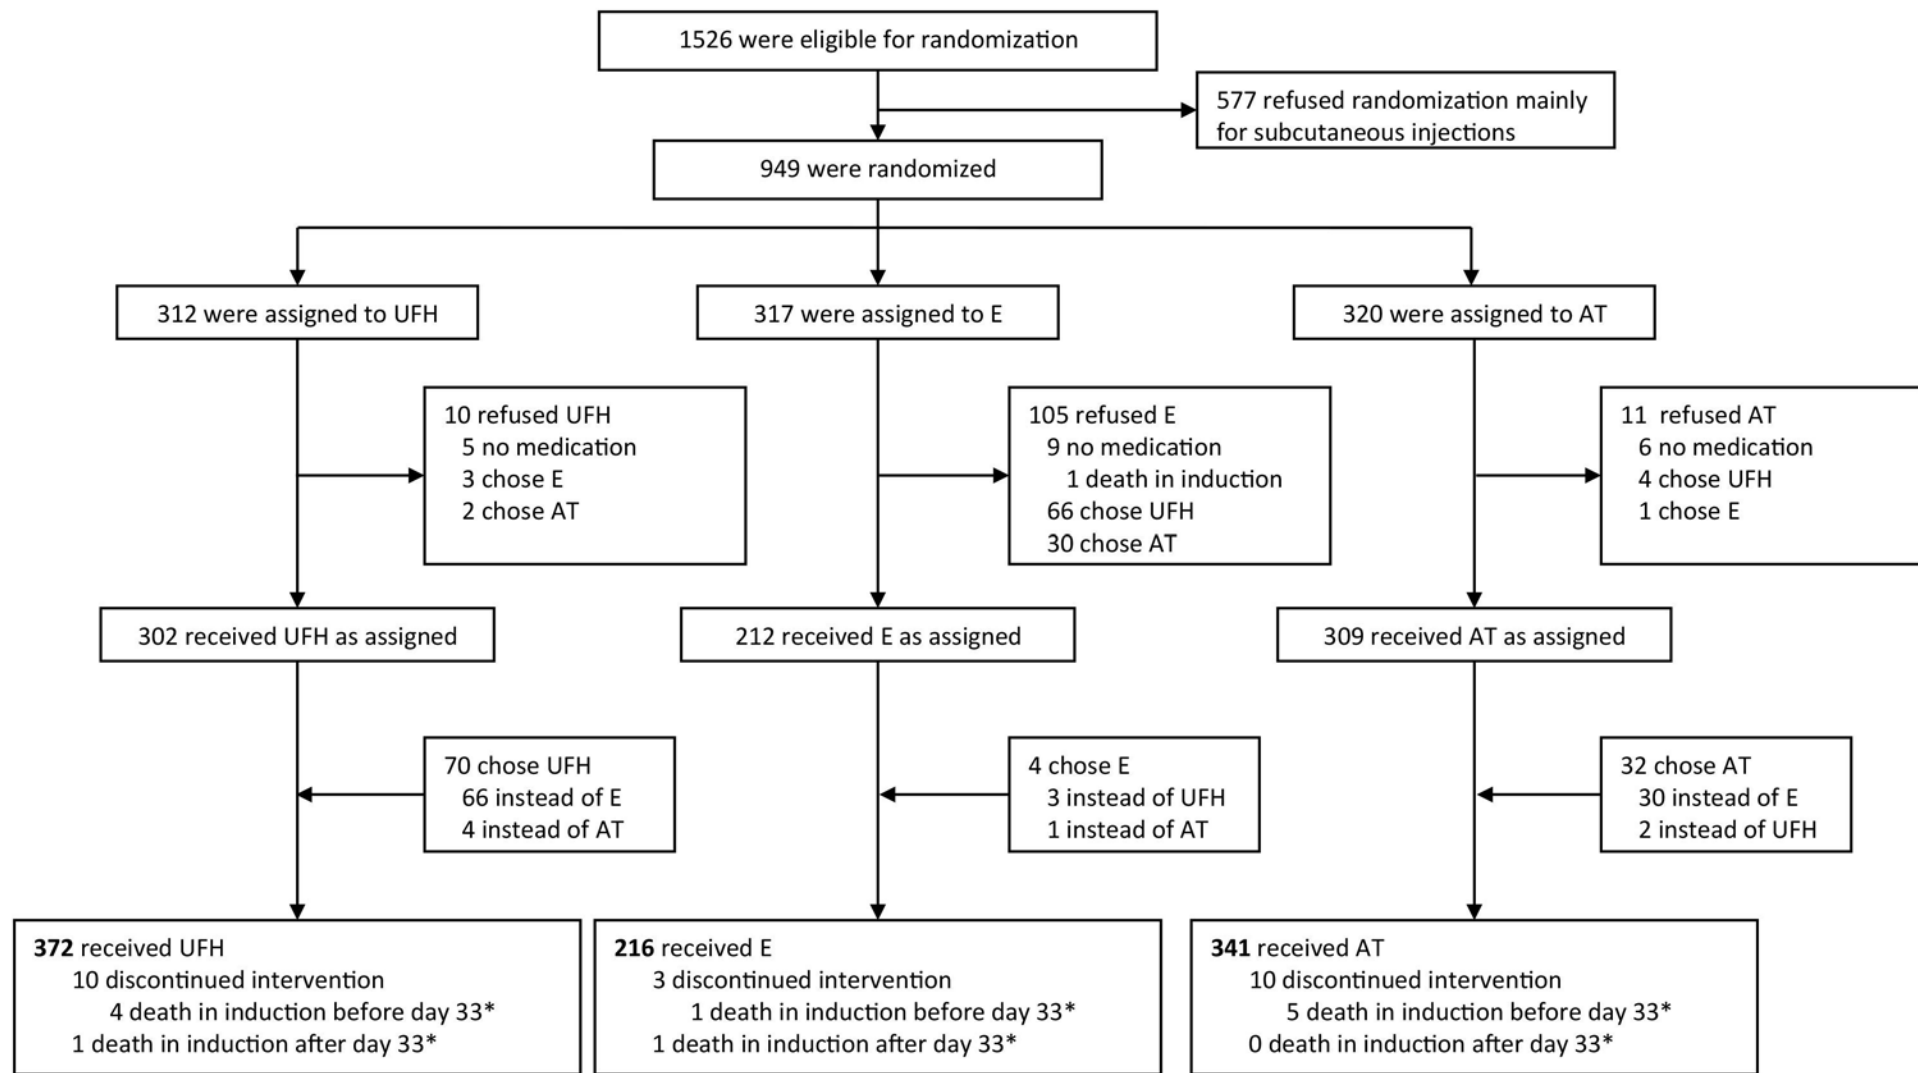 1526 were eligible for randomization
577 refused randomization mainly
for subcutaneous injections
949 were randomized
312 were assigned to UFH
317 were assigned to E
320 were assigned to AT
10 refused UFH
5 no medication
3 chose E
2 chose AT
105 refused E
9 no medication
1 death in induction
66 chose UFH
30 chose AT
11 refused AT
6 no medication
4 chose UFH
1 chose E
302 received UFH as assigned
212 received E as assigned
309 received AT as assigned
70 chose UFH
66 instead of E
4 instead of AT
4 chose E
3 instead of UFH
1 instead of AT
32 chose AT
30 instead of E
2 instead of UFH
372 received UFH
10 discontinued intervention
4 death in induction before day 33*
1 death in induction after day 33*
216 received E
3 discontinued intervention
1 death in induction before day 33*
1 death in induction after day 33*
341 received AT
10 discontinued intervention
5 death in induction before day 33*
0 death in induction after day 33*